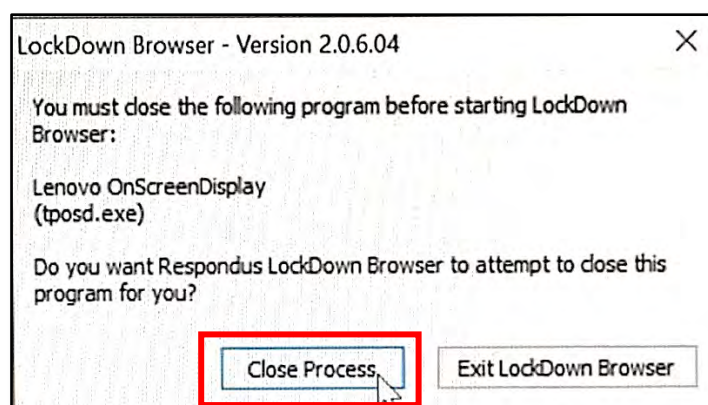 LockDown Browser - Version 2.0.6.04
You must close the following program before starting LockDown
Browser:
Lenovo OnScreenDisplay
(tposd.exe)
Do you want Respondus LockDown Browser to attempt to close this
program for you?
Close Process
Exit LockDown Browser